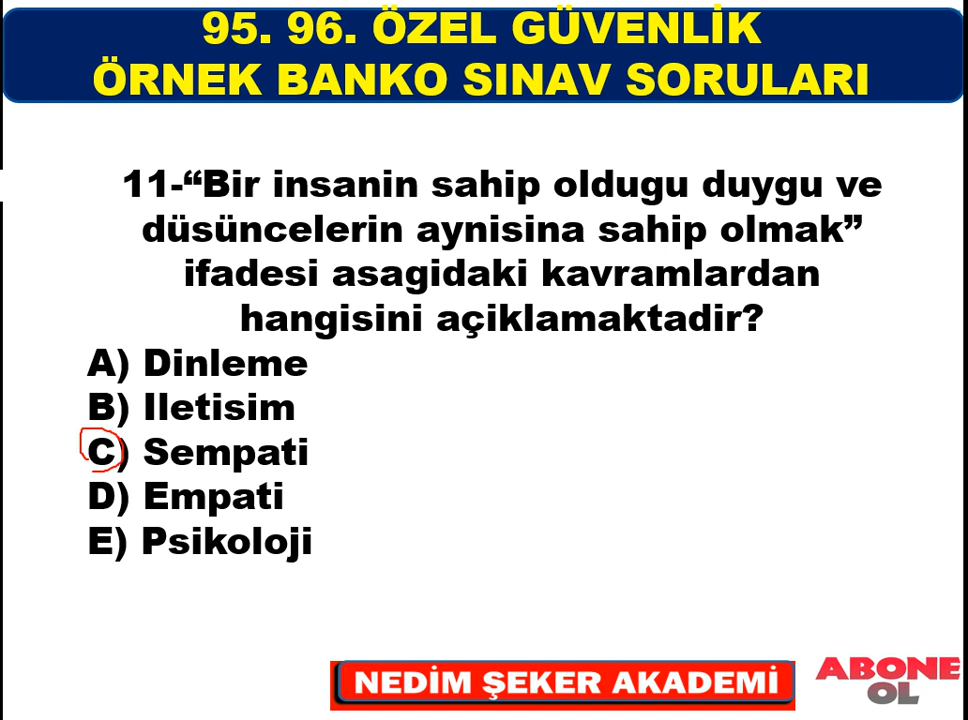 95. 96. ÖZEL GÜVENLİK
ÖRNEK BANKO SINAV SORULARI
11-“Bir insanin sahip oldugu duygu ve
düsüncelerin aynisina sahip olmak”
ifadesi asagidaki kavramlardan
hangisini açiklamaktadir?
A) Dinleme
B) Iletisim
C) Sempati
D) Empati
E) Psikoloji
NEDİM ŞEKER AKADEMİ
ABONE
OL